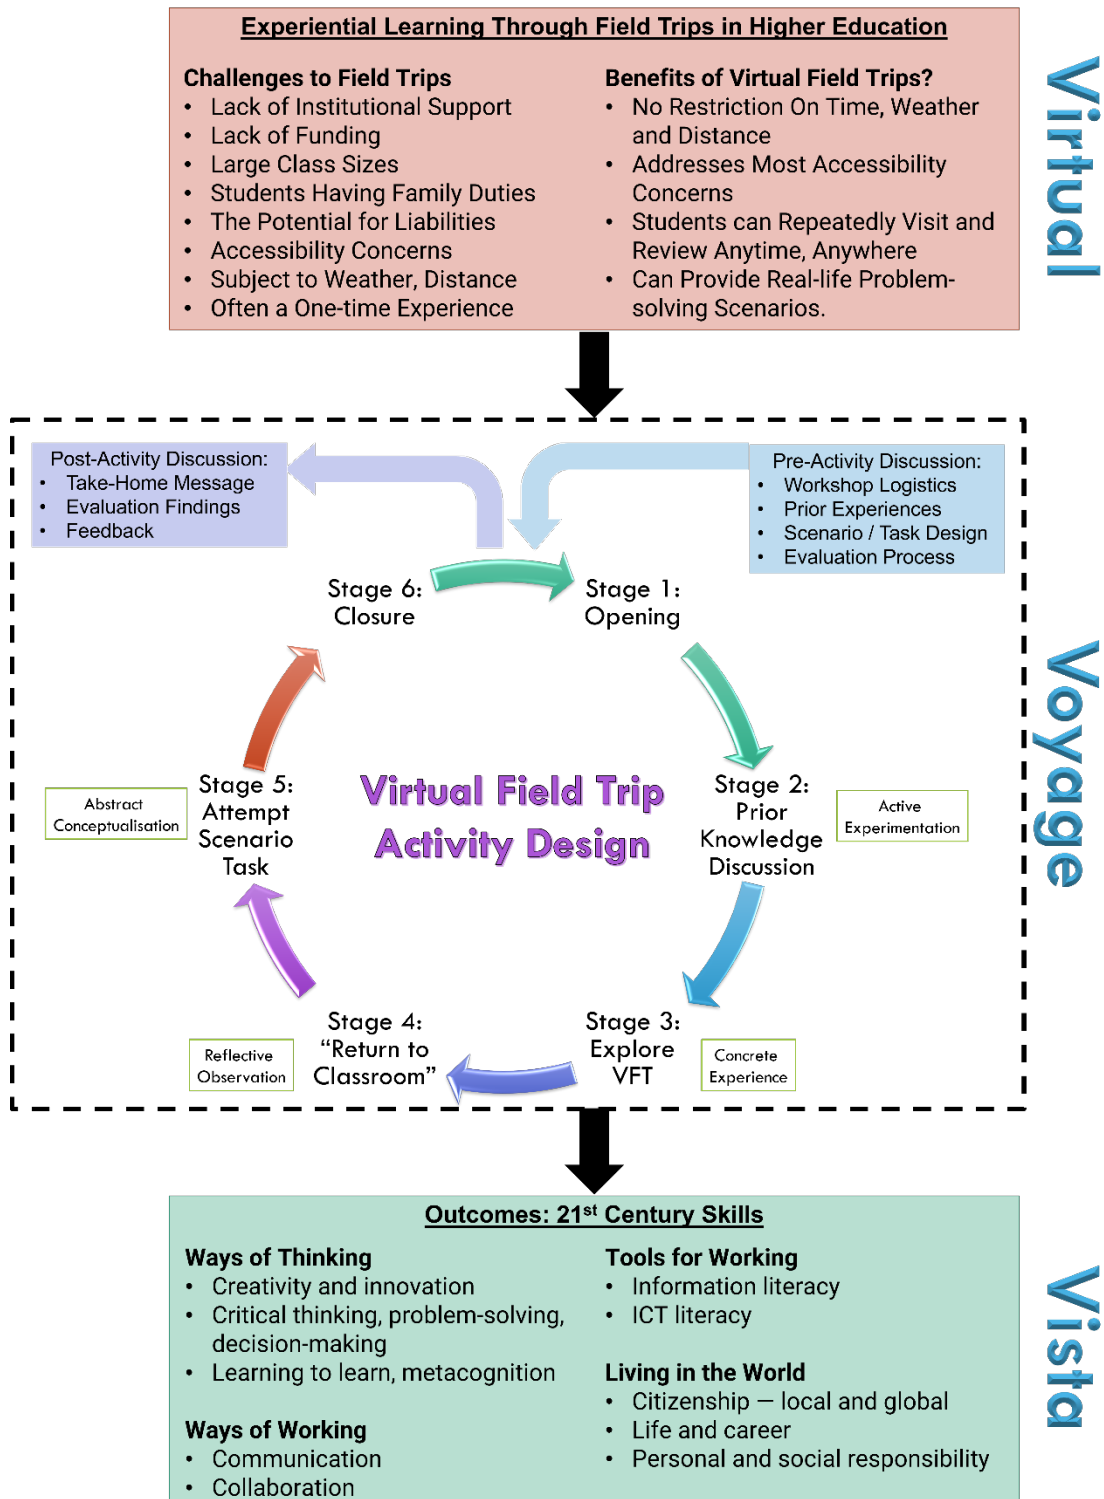 Experiential Learning Through Field Trips in Higher Education
Challenges to Field Trips
• Lack of Institutional Support
• Lack of Funding
• Large Class Sizes
• Students Having Family Duties
• The Potential for Liabilities
• Accessibility Concerns
• Subject to Weather, Distance
• Often a One-time Experience
Benefits of Virtual Field Trips?
• No Restriction On Time, Weather
and Distance
• Addresses Most Accessibility
Concerns
• Students can Repeatedly Visit and
Review Anytime, Anywhere
• Can Provide Real-life Problem-
solving Scenarios.
Virtual
Post-Activity Discussion:
• Take-Home Message
• Evaluation Findings
• Feedback
Pre-Activity Discussion:
• Workshop Logistics
• Prior Experiences
• Scenario / Task Design
• Evaluation Process
Stage 6:
Closure
Stage 1:
Opening
Stage 2:
Prior
Knowledge
Discussion
Active
Experimentation
Stage 3:
Explore
VFT
Concrete
Experience
Stage 4:
“Return to
Classroom”
Reflective
Observation
Stage 5:
Attempt
Scenario
Task
Abstract
Conceptualisation
Virtual Field Trip
Activity Design
Voyage
Outcomes: 21st Century Skills
Ways of Thinking
• Creativity and innovation
• Critical thinking, problem-solving,
decision-making
• Learning to learn, metacognition
Ways of Working
• Communication
• Collaboration
Tools for Working
• Information literacy
• ICT literacy
Living in the World
• Citizenship — local and global
• Life and career
• Personal and social responsibility
Vista